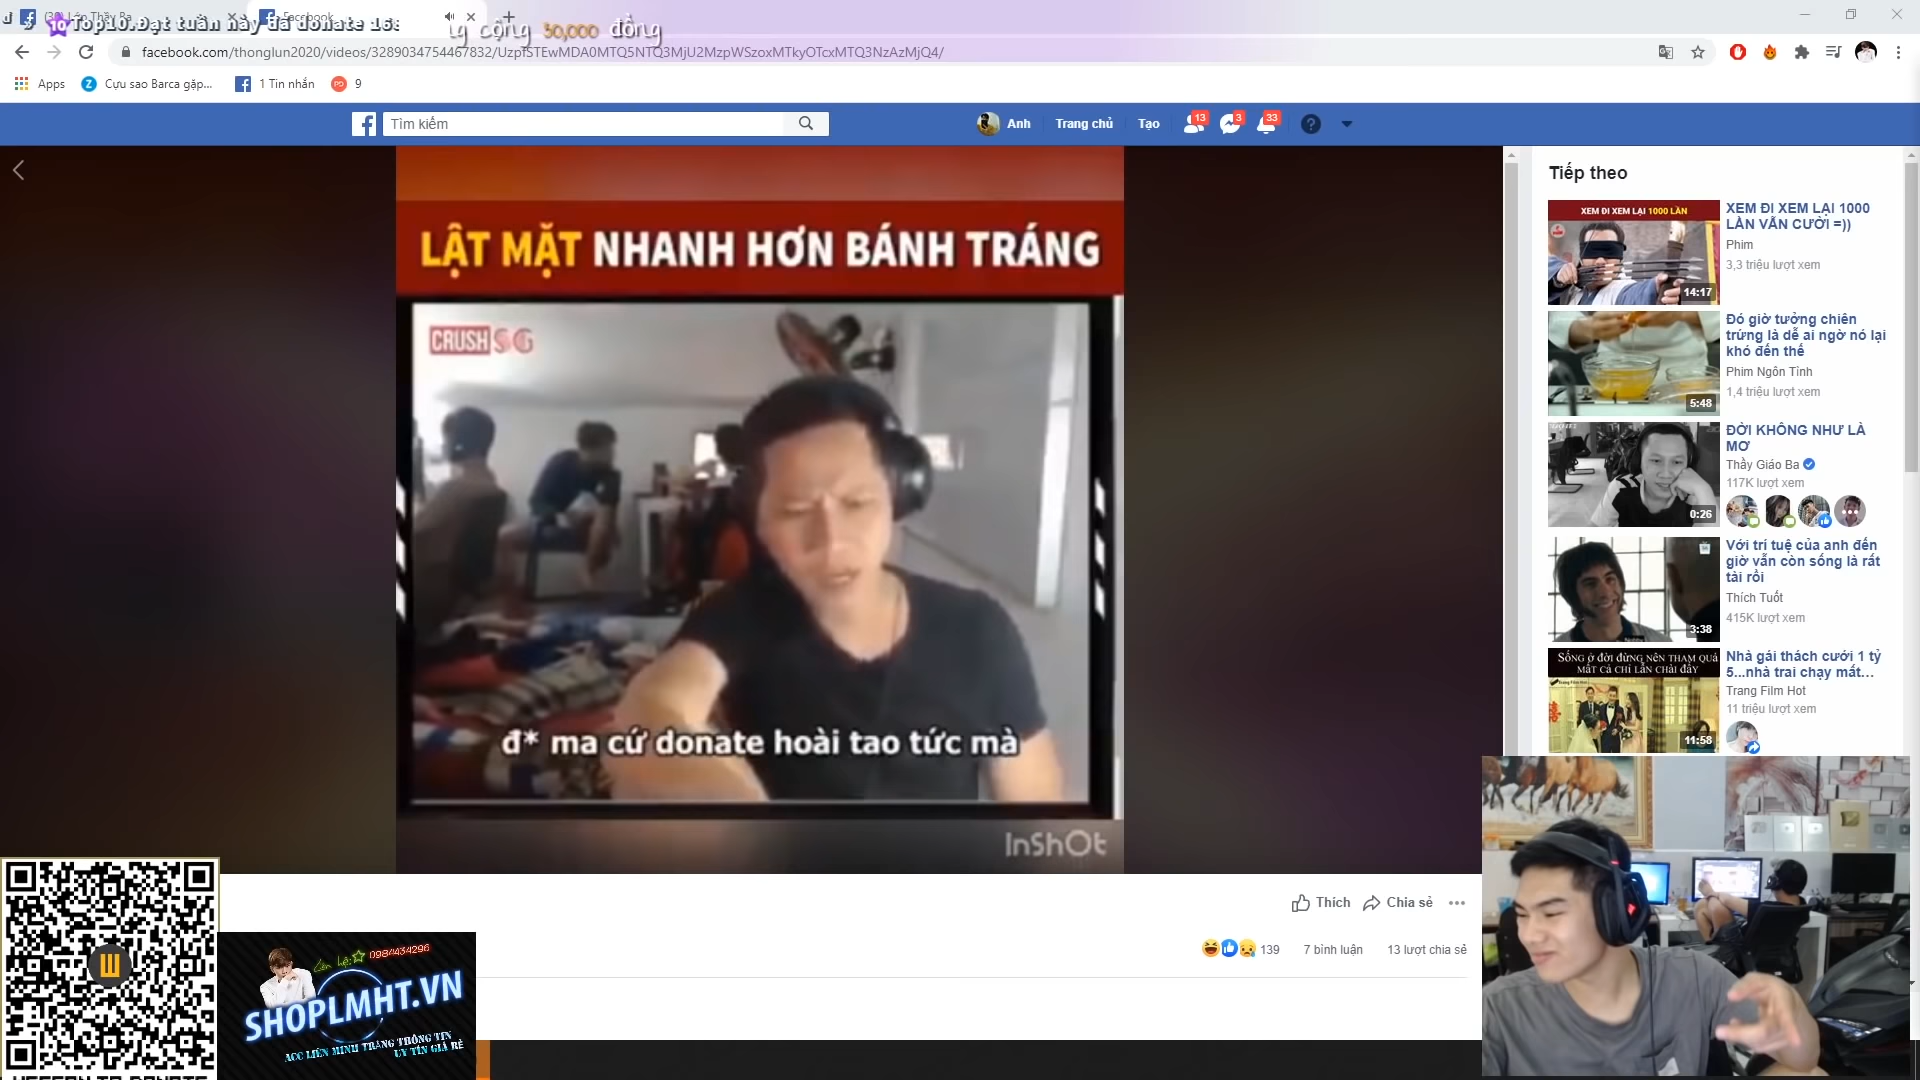 Top10.Đạt tuấn này đã donate
cộng 50,000 đồng
Facebook
facebook.com/thonglun2020/videos/3289034754467832/
Apps
Cựu sao Barca gặp...
1 Tin nhắn
9
Tìm kiếm
Anh
Trang chủ
Tạo
13
3
33
LẬT MẶT NHANH HƠN BÁNH TRÁNG
CRUSH SG
đ* ma cứ donate hoài tao tức mà
InShOt
Thích
Chia sẻ
139
7 bình luận
13 lượt chia sẻ
Tiếp theo
XEM ĐI XEM LẠI 1000 LẦN
14:17
XEM ĐI XEM LẠI 1000
LẦN VẪN CƯỜI =))
Phim
3,3 triệu lượt xem
5:48
Đó giờ tưởng chiên
trứng là dễ ai ngờ nó lại
khó đến thế
Phim Ngôn Tình
1,4 triệu lượt xem
0:26
ĐỜI KHÔNG NHƯ LÀ
MƠ
Thầy Giáo Ba
117K lượt xem
3:38
Với trí tuệ của anh đến
giờ vẫn còn sống là rất
tài rồi
Thích Tuốt
415K lượt xem
SỐNG Ở ĐỜI ĐỪNG NÊN THAM QUÁ
MẤT CẢ CHÌ LẪN CHÀI ĐẤY
Trang Film Hot
11:58
Nhà gái thách cưới 1 tỷ
5...nhà trai chạy mất...
Trang Film Hot
11 triệu lượt xem
Liên hệ: 0984434296
SHOPLMHT.VN
ACC LIÊN MINH TRẮNG THÔNG TIN
UY TÍN GIÁ RẺ